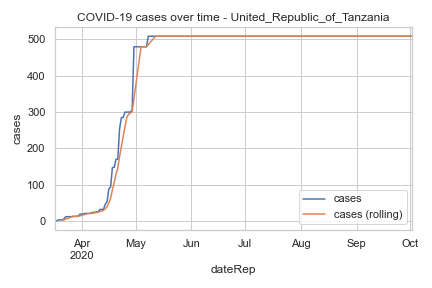 COVID-19 cases over time - United_Republic_of_Tanzania
cases
500
400
300
200
100
0
cases
cases (rolling)
Apr
2020
May
Jun
Jul
Aug
Sep
Oct
dateRep